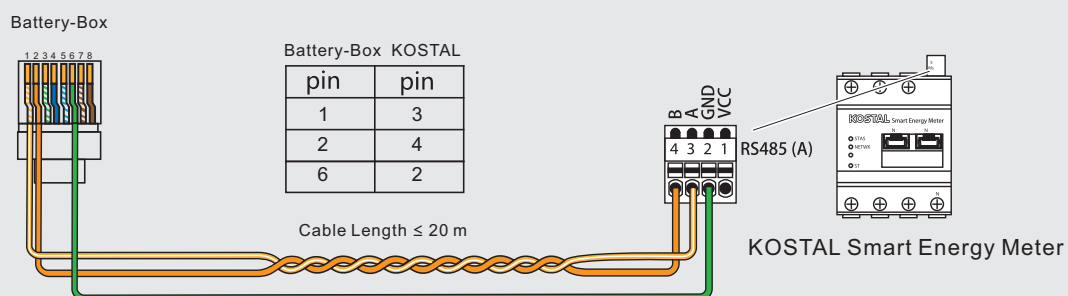 Battery-Box
1 2 3 4 5 6 7 8
Battery-Box KOSTAL
pin pin
1 3
2 4
6 2
Cable Length ≤ 20 m
B A GND VCC
4 3 2 1 RS485 (A)
KOSTAL Smart Energy Meter
N N
STAS
NETWK
ST
N
KOSTAL Smart Energy Meter